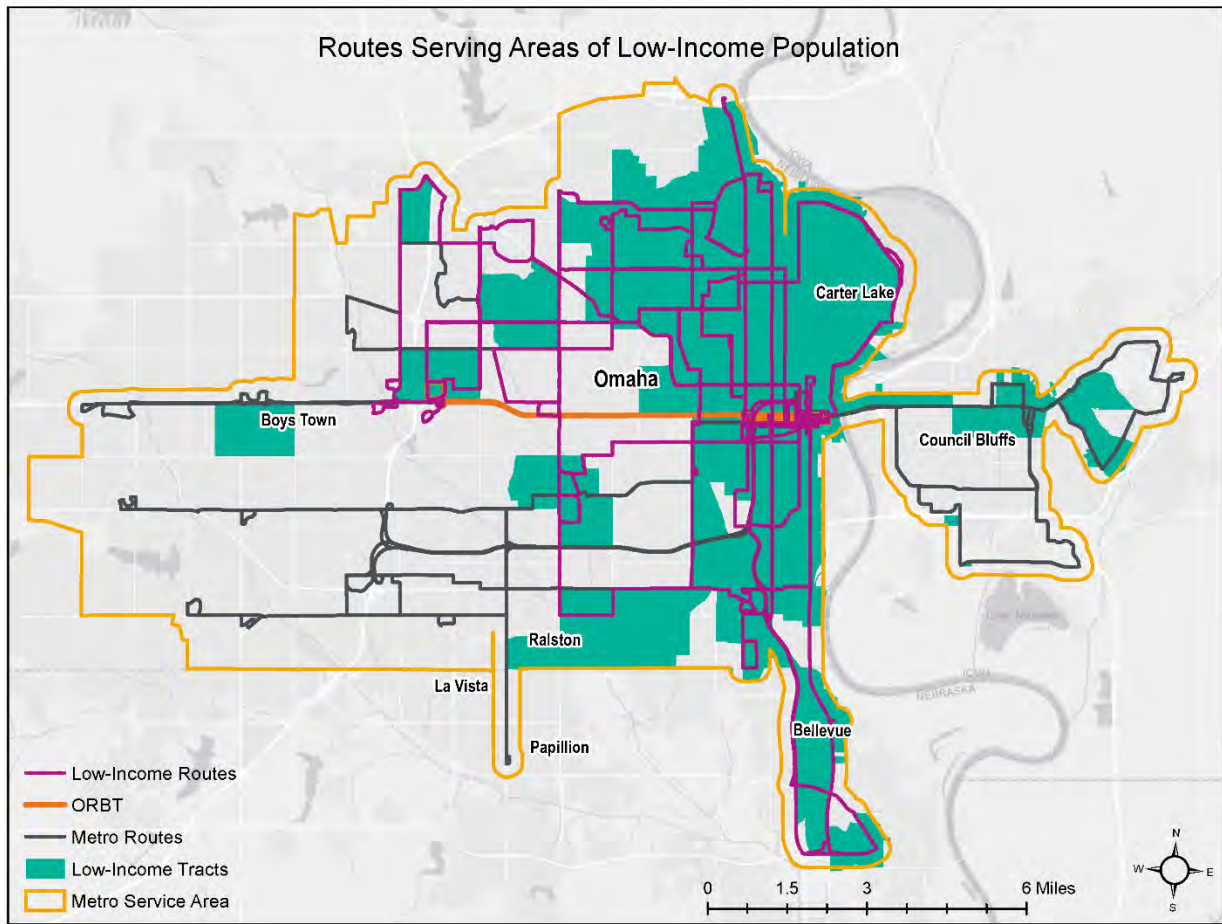 Routes Serving Areas of Low-Income Population
IOWA
NEBRASKA
Carter Lake
Omaha
Boys Town
Council Bluffs
Ralston
IOWA
NEBRASKA
La Vista
Bellevue
Papillion
Low-Income Routes
ORBT
Metro Routes
Low-Income Tracts
Metro Service Area
0 1.5 3 6 Miles
N
W E
S